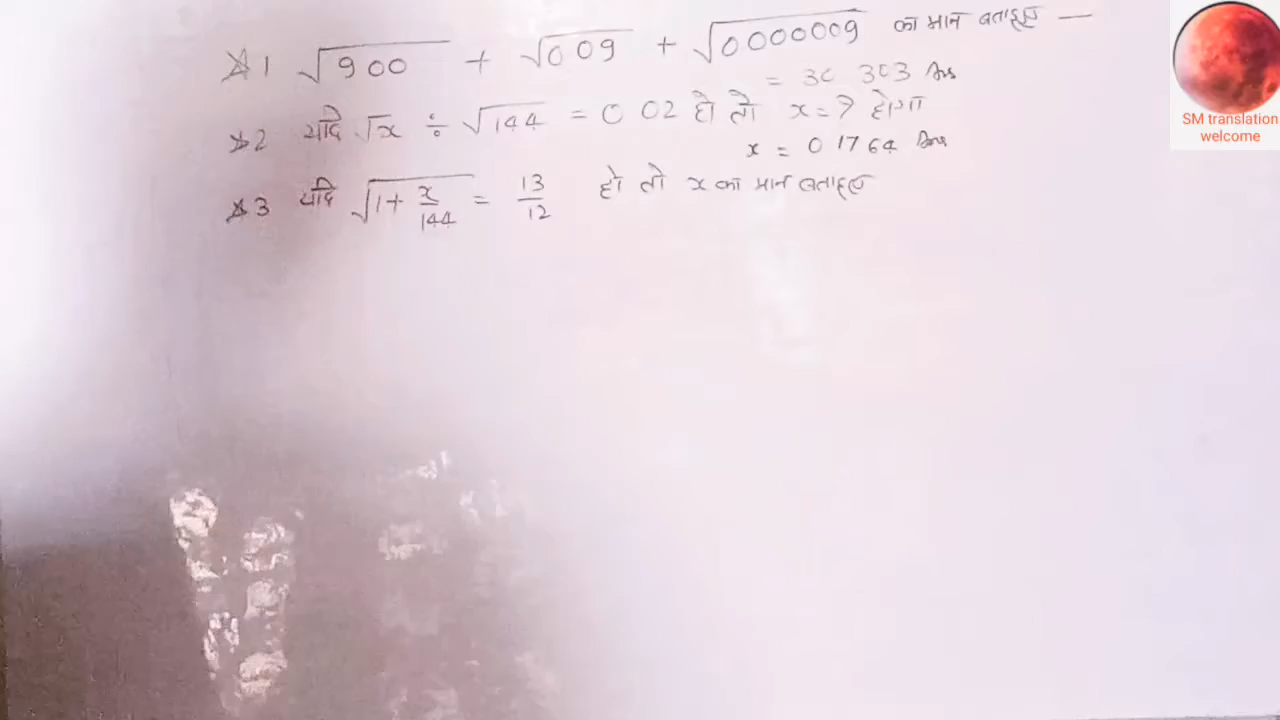 ☆1 √900 + √0 09 + √0 000009 का मान बताइए —
= 30 303 Ans
☆2 यदि √x ÷ √144 = 0 02 हो तो x = ? होगा
x = 0 1764 Ans
☆3 यदि √1+ x/144 = 13/12 हो तो x का मान बताइए
SM translation
welcome